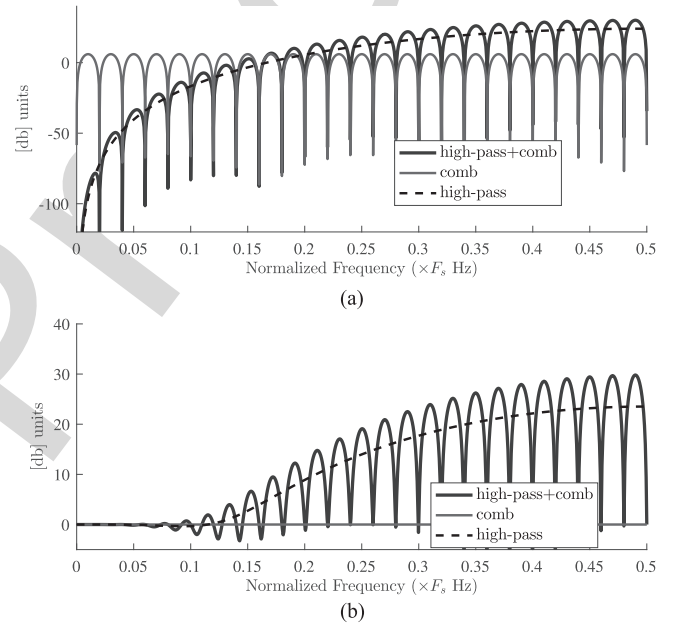 0
-50
-100
[db] units
high-pass+comb
comb
high-pass
0 0.05 0.1 0.15 0.2 0.25 0.3 0.35 0.4 0.45 0.5
Normalized Frequency (×Fs Hz)
(a)
40
30
20
10
0
[db] units
high-pass+comb
comb
high-pass
0 0.05 0.1 0.15 0.2 0.25 0.3 0.35 0.4 0.45 0.5
Normalized Frequency (×Fs Hz)
(b)